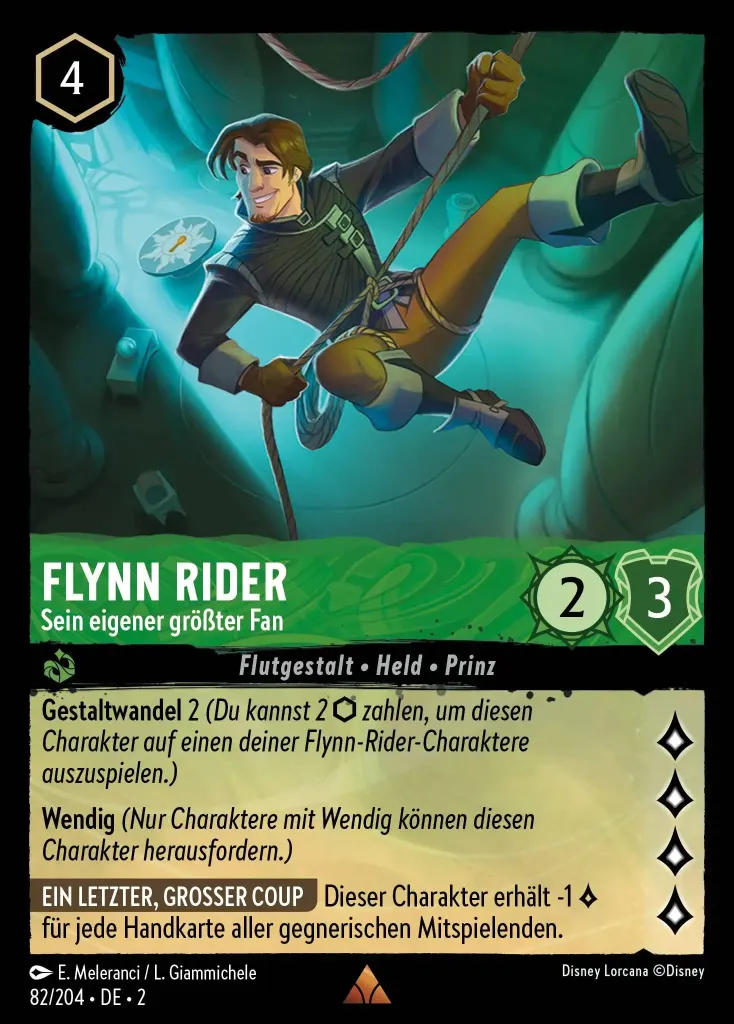 4
FLYNN RIDER
Sein eigener größter Fan
2
3
Flutgestalt • Held • Prinz
Gestaltwandel 2 (Du kannst 2 ⬡ zahlen, um diesen
Charakter auf einen deiner Flynn-Rider-Charaktere
auszuspielen.)
Wendig (Nur Charaktere mit Wendig können diesen
Charakter herausfordern.)
EIN LETZTER, GROSSER COUP Dieser Charakter erhält -1
für jede Handkarte aller gegnerischen Mitspielenden.
E. Meleranci / L. Giammichele
Disney Lorcana ©Disney
82/204 • DE • 2